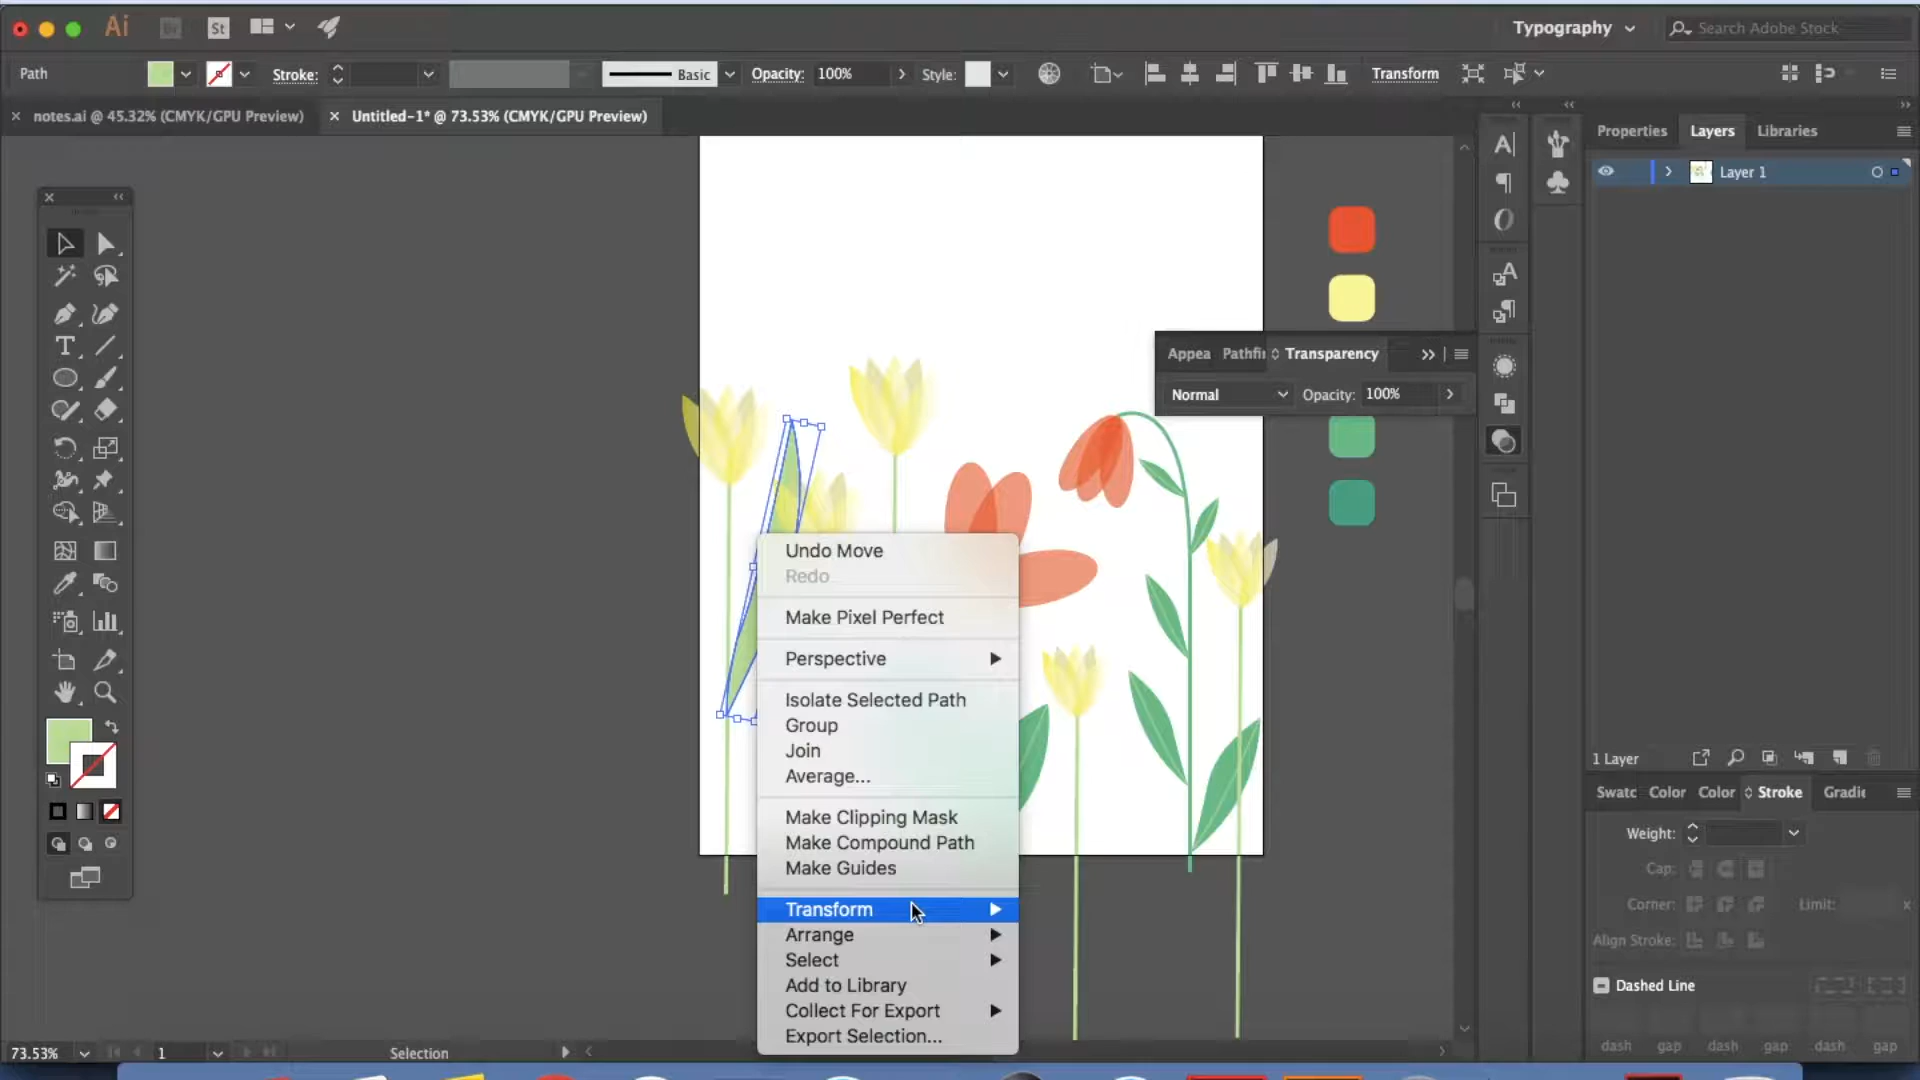 Ai
Br
St
Typography
Search Adobe Stock
Path
Stroke:
Basic
Opacity:
100%
Style:
Transform
notes.ai @ 45.32% (CMYK/GPU Preview)
Untitled-1* @ 73.53% (CMYK/GPU Preview)
Properties
Layers
Libraries
Layer 1
Appea
Pathfi
Transparency
Normal
Opacity:
100%
Undo Move
Redo
Make Pixel Perfect
Perspective
Isolate Selected Path
Group
Join
Average...
Make Clipping Mask
Make Compound Path
Make Guides
Transform
Arrange
Select
Add to Library
Collect For Export
Export Selection...
1 Layer
Swatc
Color
Color
Stroke
Gradie
Weight:
Cap:
Corner:
Limit:
x
Align Stroke:
Dashed Line
dash
gap
dash
gap
dash
gap
73.53%
1
Selection